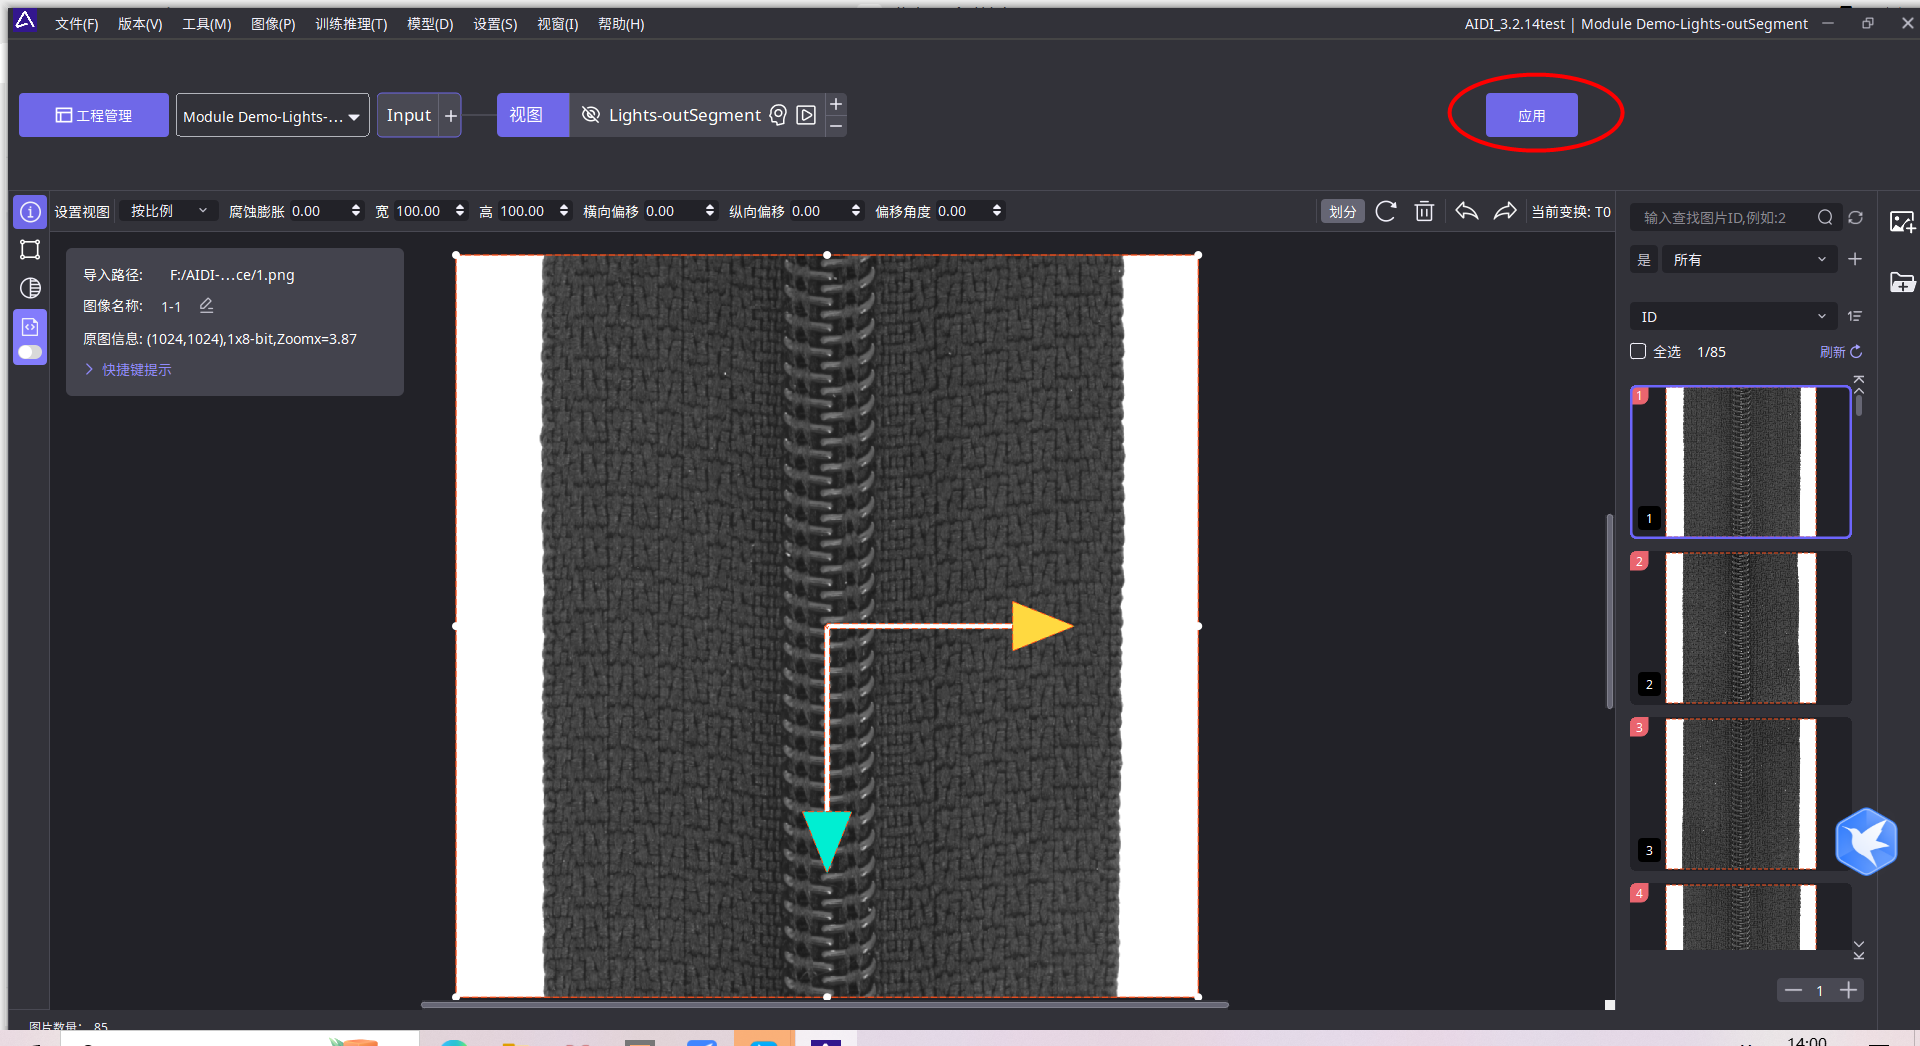 文件(F) 版本(V) 工具(M) 图像(P) 训练推理(T) 模型(D) 设置(S) 视窗(I) 帮助(H) AIDI_3.2.14test | Module Demo-Lights-outSegment
工程管理 Module Demo-Lights-... Input + 视图 Lights-outSegment + − 应用
设置视图 按比例 腐蚀膨胀 0.00 宽 100.00 高 100.00 横向偏移 0.00 纵向偏移 0.00 偏移角度 0.00 划分 当前变换: T0
输入查找图片ID,例如:2
是 所有
ID
全选 1/85 刷新
导入路径: F:/AIDI-...ce/1.png
图像名称: 1-1
原图信息: (1024,1024),1x8-bit,Zoomx=3.87
快捷键提示
1
1
2
2
3
3
4
1
图片数量: 85
14:00